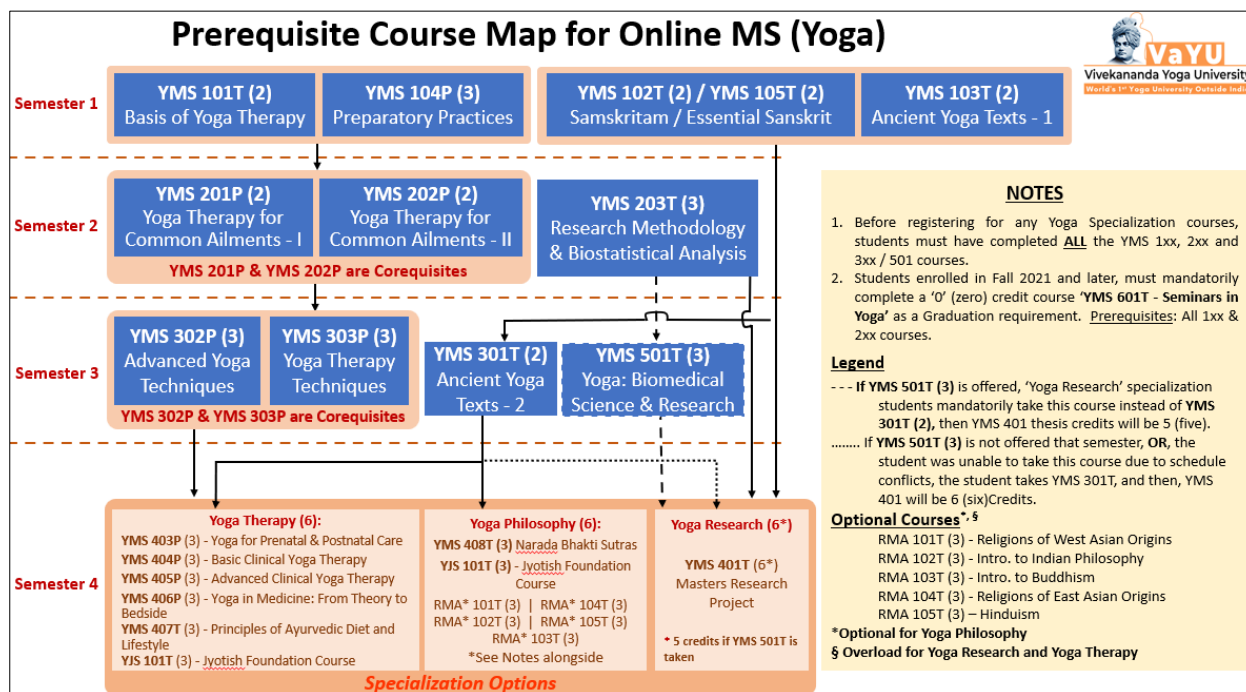 Prerequisite Course Map for Online MS (Yoga)
VaYU
Vivekananda Yoga University
World's 1st Yoga University Outside India
Semester 1
YMS 101T (2)
Basis of Yoga Therapy
YMS 104P (3)
Preparatory Practices
YMS 102T (2) / YMS 105T (2)
Samskritam / Essential Sanskrit
YMS 103T (2)
Ancient Yoga Texts - 1
Semester 2
YMS 201P (2)
Yoga Therapy for
Common Ailments - I
YMS 202P (2)
Yoga Therapy for
Common Ailments - II
YMS 201P & YMS 202P are Corequisites
YMS 203T (3)
Research Methodology
& Biostatistical Analysis
Semester 3
YMS 302P (3)
Advanced Yoga
Techniques
YMS 303P (3)
Yoga Therapy
Techniques
YMS 302P & YMS 303P are Corequisites
YMS 301T (2)
Ancient Yoga
Texts - 2
YMS 501T (3)
Yoga: Biomedical
Science & Research
Semester 4
Yoga Therapy (6):
YMS 403P (3) - Yoga for Prenatal & Postnatal Care
YMS 404P (3) - Basic Clinical Yoga Therapy
YMS 405P (3) - Advanced Clinical Yoga Therapy
YMS 406P (3) - Yoga in Medicine: From Theory to
Bedside
YMS 407T (3) - Principles of Ayurvedic Diet and
Lifestyle
YJS 101T (3) - Jyotish Foundation Course
Yoga Philosophy (6):
YMS 408T (3) Narada Bhakti Sutras
YJS 101T (3) - Jyotish Foundation
Course
RMA* 101T (3) | RMA* 104T (3)
RMA* 102T (3) | RMA* 105T (3)
RMA* 103T (3)
*See Notes alongside
Yoga Research (6*)
YMS 401T (6*)
Masters Research
Project
* 5 credits if YMS 501T is
taken
Specialization Options
NOTES
1. Before registering for any Yoga Specialization courses,
students must have completed ALL the YMS 1xx, 2xx and
3xx / 501 courses.
2. Students enrolled in Fall 2021 and later, must mandatorily
complete a '0' (zero) credit course 'YMS 601T - Seminars in
Yoga' as a Graduation requirement. Prerequisites: All 1xx &
2xx courses.
Legend
- - - If YMS 501T (3) is offered, 'Yoga Research' specialization
students mandatorily take this course instead of YMS
301T (2), then YMS 401 thesis credits will be 5 (five).
........ If YMS 501T (3) is not offered that semester, OR, the
student was unable to take this course due to schedule
conflicts, the student takes YMS 301T, and then, YMS
401 will be 6 (six)Credits.
Optional Courses*, §
RMA 101T (3) - Religions of West Asian Origins
RMA 102T (3) - Intro. to Indian Philosophy
RMA 103T (3) - Intro. to Buddhism
RMA 104T (3) - Religions of East Asian Origins
RMA 105T (3) – Hinduism
*Optional for Yoga Philosophy
§ Overload for Yoga Research and Yoga Therapy